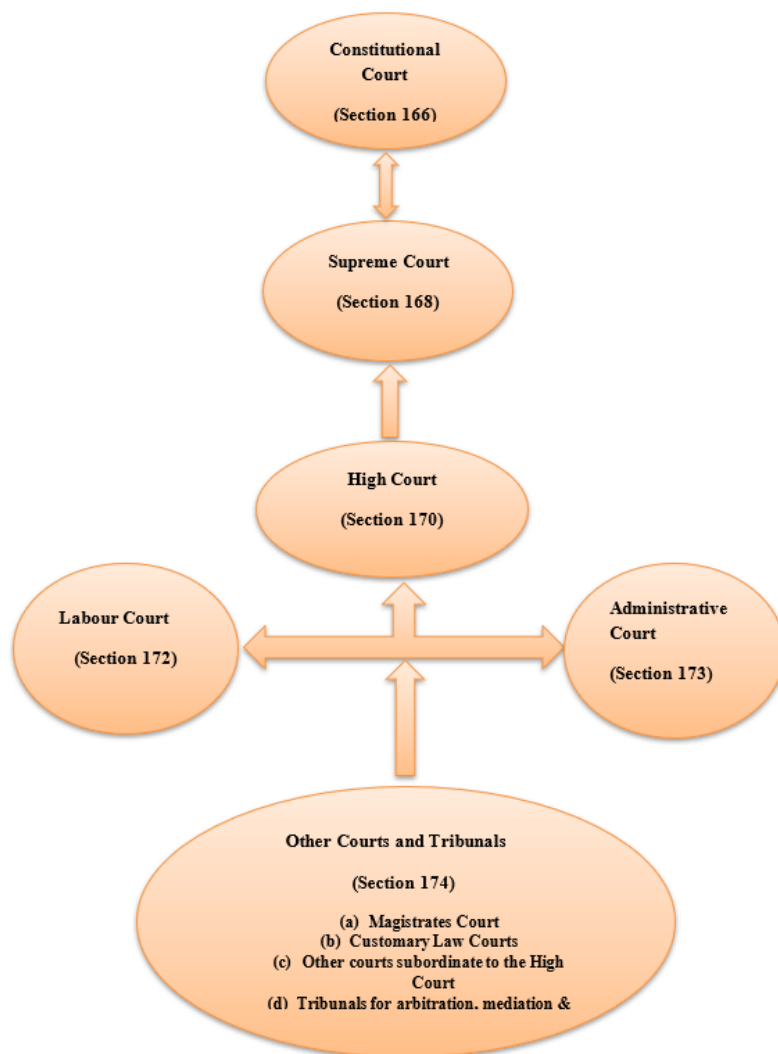 Constitutional
Court
(Section 166)
Supreme Court
(Section 168)
High Court
(Section 170)
Labour Court
(Section 172)
Administrative
Court
(Section 173)
Other Courts and Tribunals
(Section 174)
(a) Magistrates Court
(b) Customary Law Courts
(c) Other courts subordinate to the High
Court
(d) Tribunals for arbitration, mediation &